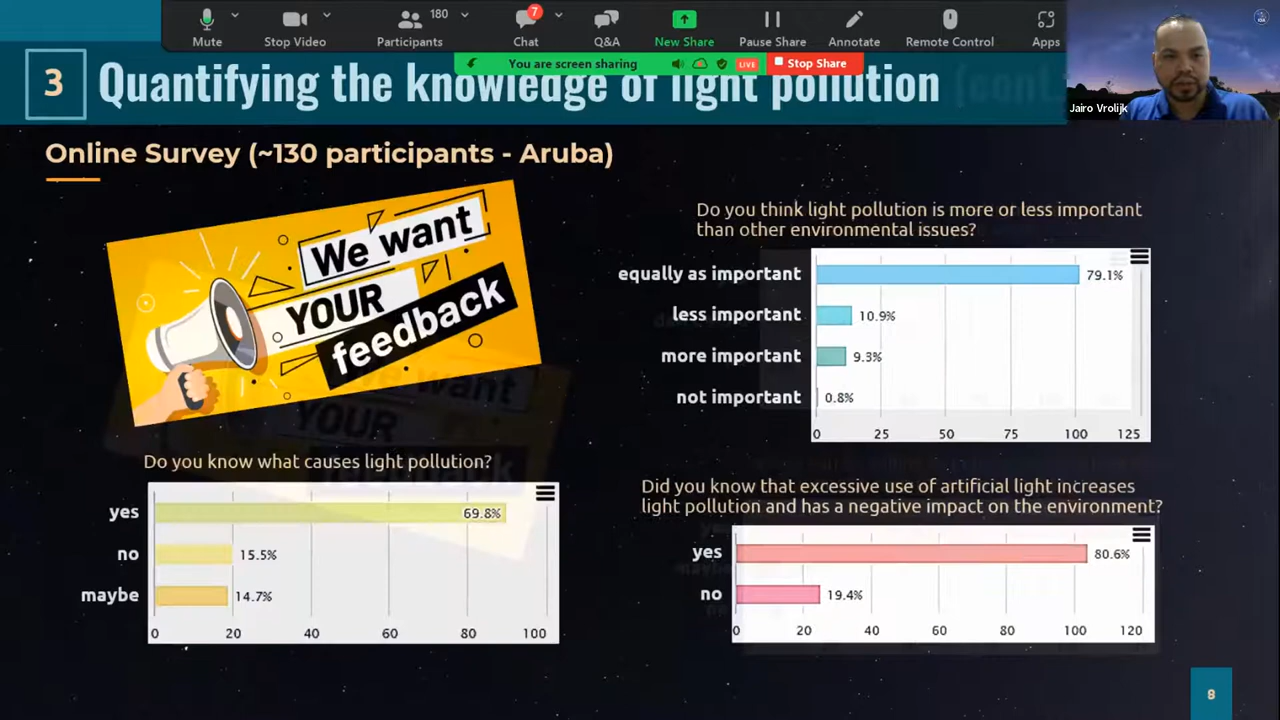 180
7
Mute
Stop Video
Participants
Chat
Q&A
New Share
Pause Share
Annotate
Remote Control
Apps
You are screen sharing
LIVE
Stop Share
3
Quantifying the knowledge of light pollution (cont.
Jairo Vrolijk
Online Survey (~130 participants - Aruba)
We want
YOUR
feedback
Do you think light pollution is more or less important
than other environmental issues?
equally as important 79.1%
less important 10.9%
more important 9.3%
not important 0.8%
0 25 50 75 100 125
Do you know what causes light pollution?
yes 69.8%
no 15.5%
maybe 14.7%
0 20 40 60 80 100
Did you know that excessive use of artificial light increases
light pollution and has a negative impact on the environment?
yes 80.6%
no 19.4%
0 20 40 60 80 100 120